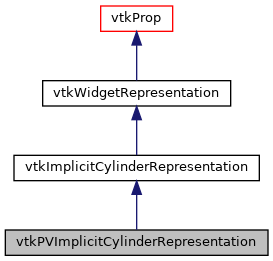 vtkProp
vtkWidgetRepresentation
vtkImplicitCylinderRepresentation
vtkPVImplicitCylinderRepresentation